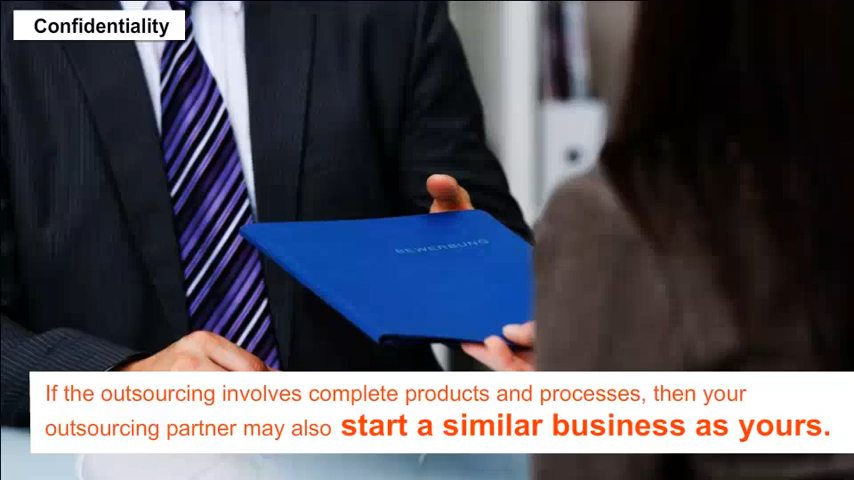 Confidentiality
BEWERBUNG
If the outsourcing involves complete products and processes, then your
outsourcing partner may also start a similar business as yours.